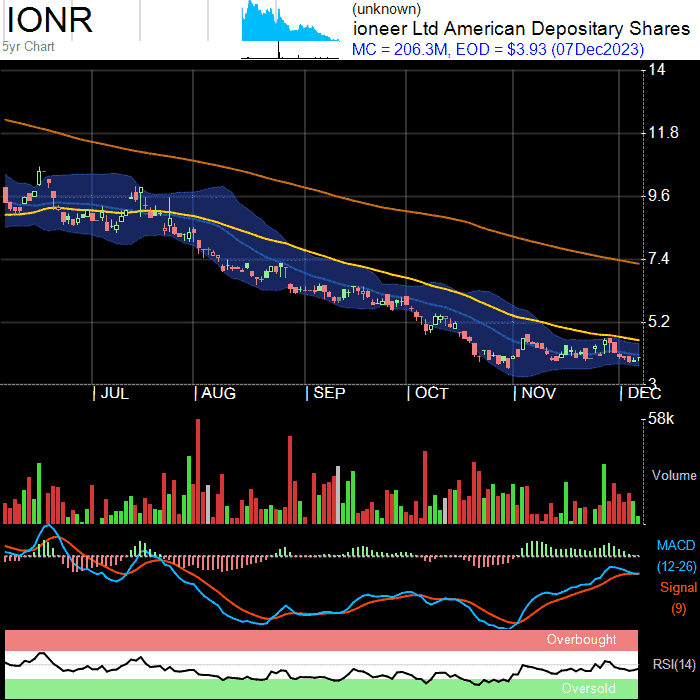 IONR
5yr Chart
(unknown)
ioneer Ltd American Depositary Shares
MC = 206.3M, EOD = $3.93 (07Dec2023)
14
11.8
9.6
7.4
5.2
3
JUL AUG SEP OCT NOV DEC
58k
Volume
MACD
(12-26)
Signal
(9)
Overbought
RSI(14)
Oversold